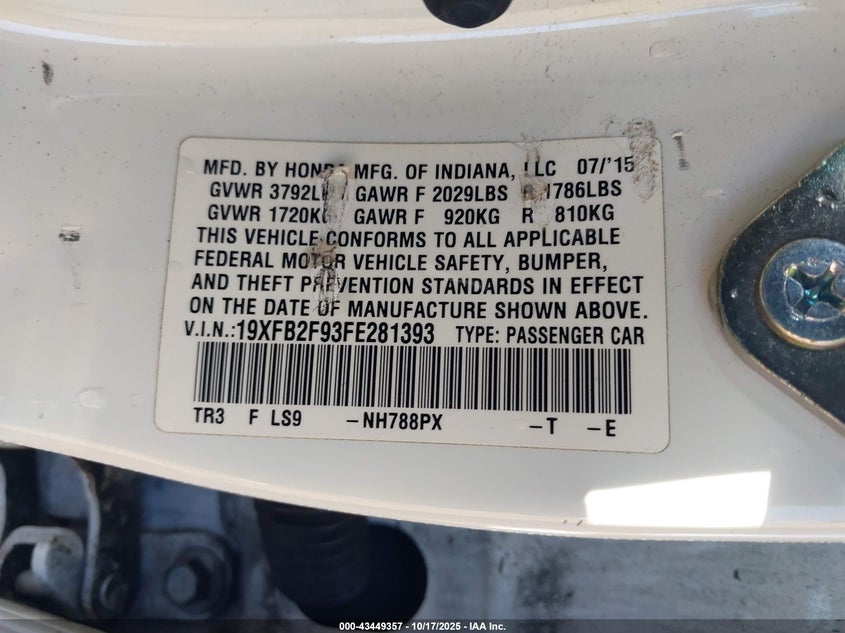 MFD. BY HONDA MFG. OF INDIANA, LLC 07/'15
GVWR 3792L GAWR F 2029LBS 1786LBS
GVWR 1720KG GAWR F 920KG R 810KG
THIS VEHICLE CONFORMS TO ALL APPLICABLE
FEDERAL MOTOR VEHICLE SAFETY, BUMPER,
AND THEFT PREVENTION STANDARDS IN EFFECT
ON THE DATE OF MANUFACTURE SHOWN ABOVE.
V.I.N.:19XFB2F93FE281393 TYPE: PASSENGER CAR
TR3 F LS9 -NH788PX -T -E
000-43449357 | 10/17/2025 - IAA Inc.